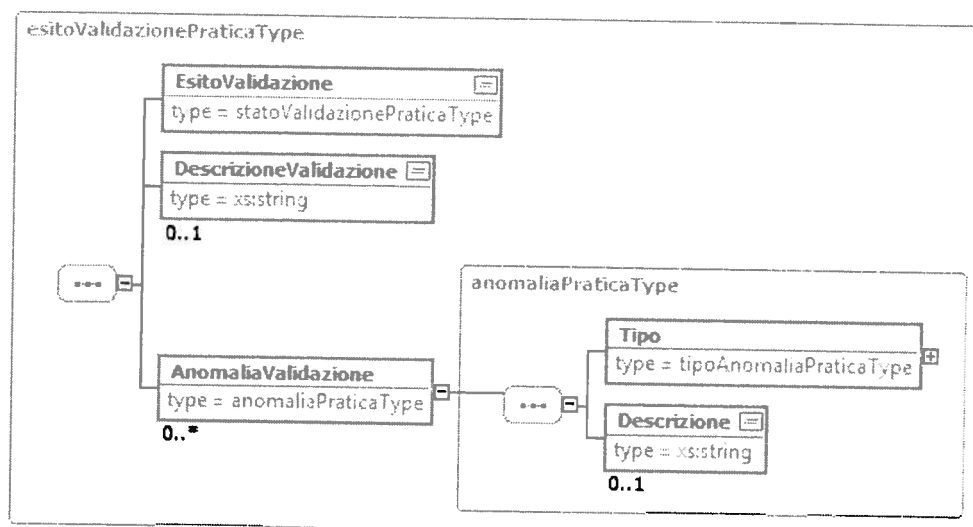 esitoValidazionePraticaType
EsitoValidazione
type = statoValidazionePraticaType
DescrizioneValidazione
type = xs:string
0..1
anomaliaPraticaType
Tipo
type = tipoAnomaliaPraticaType
AnomaliaValidazione
type = anomaliaPraticaType
0..*
Descrizione
type = xs:string
0..1